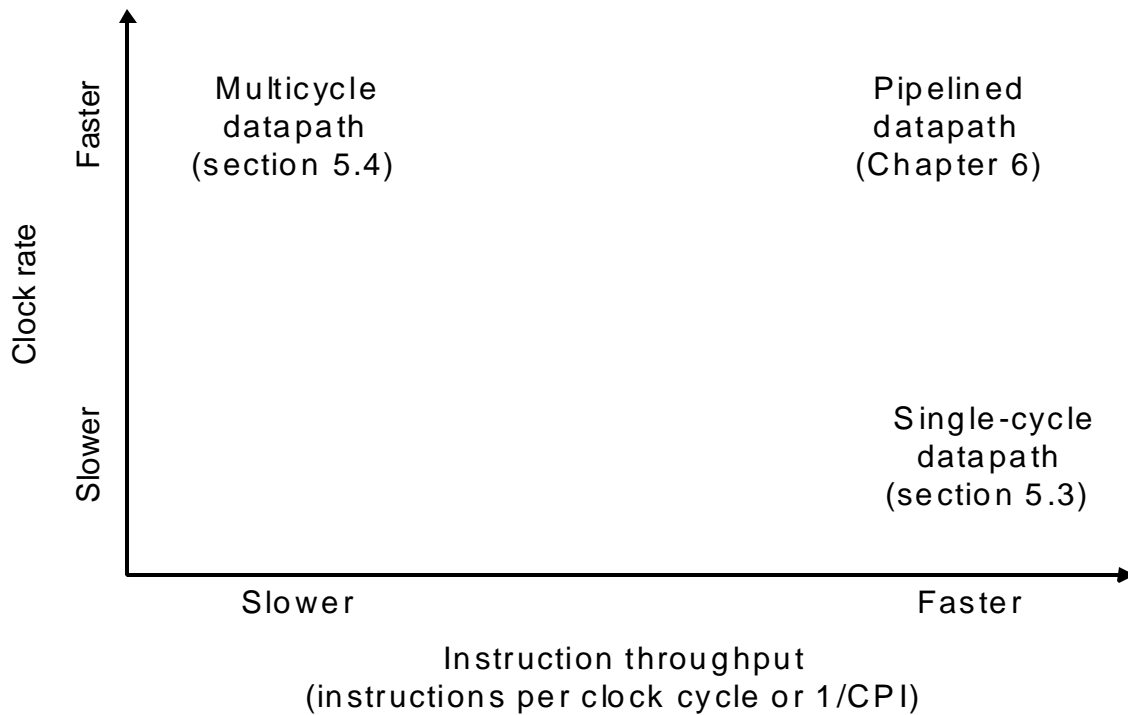 Multicycle
datapath
(section 5.4)
Pipelined
datapath
(Chapter 6)
Faster
Clock rate
Slower
Single-cycle
datapath
(section 5.3)
Slower
Faster
Instruction throughput
(instructions per clock cycle or 1/CPI)